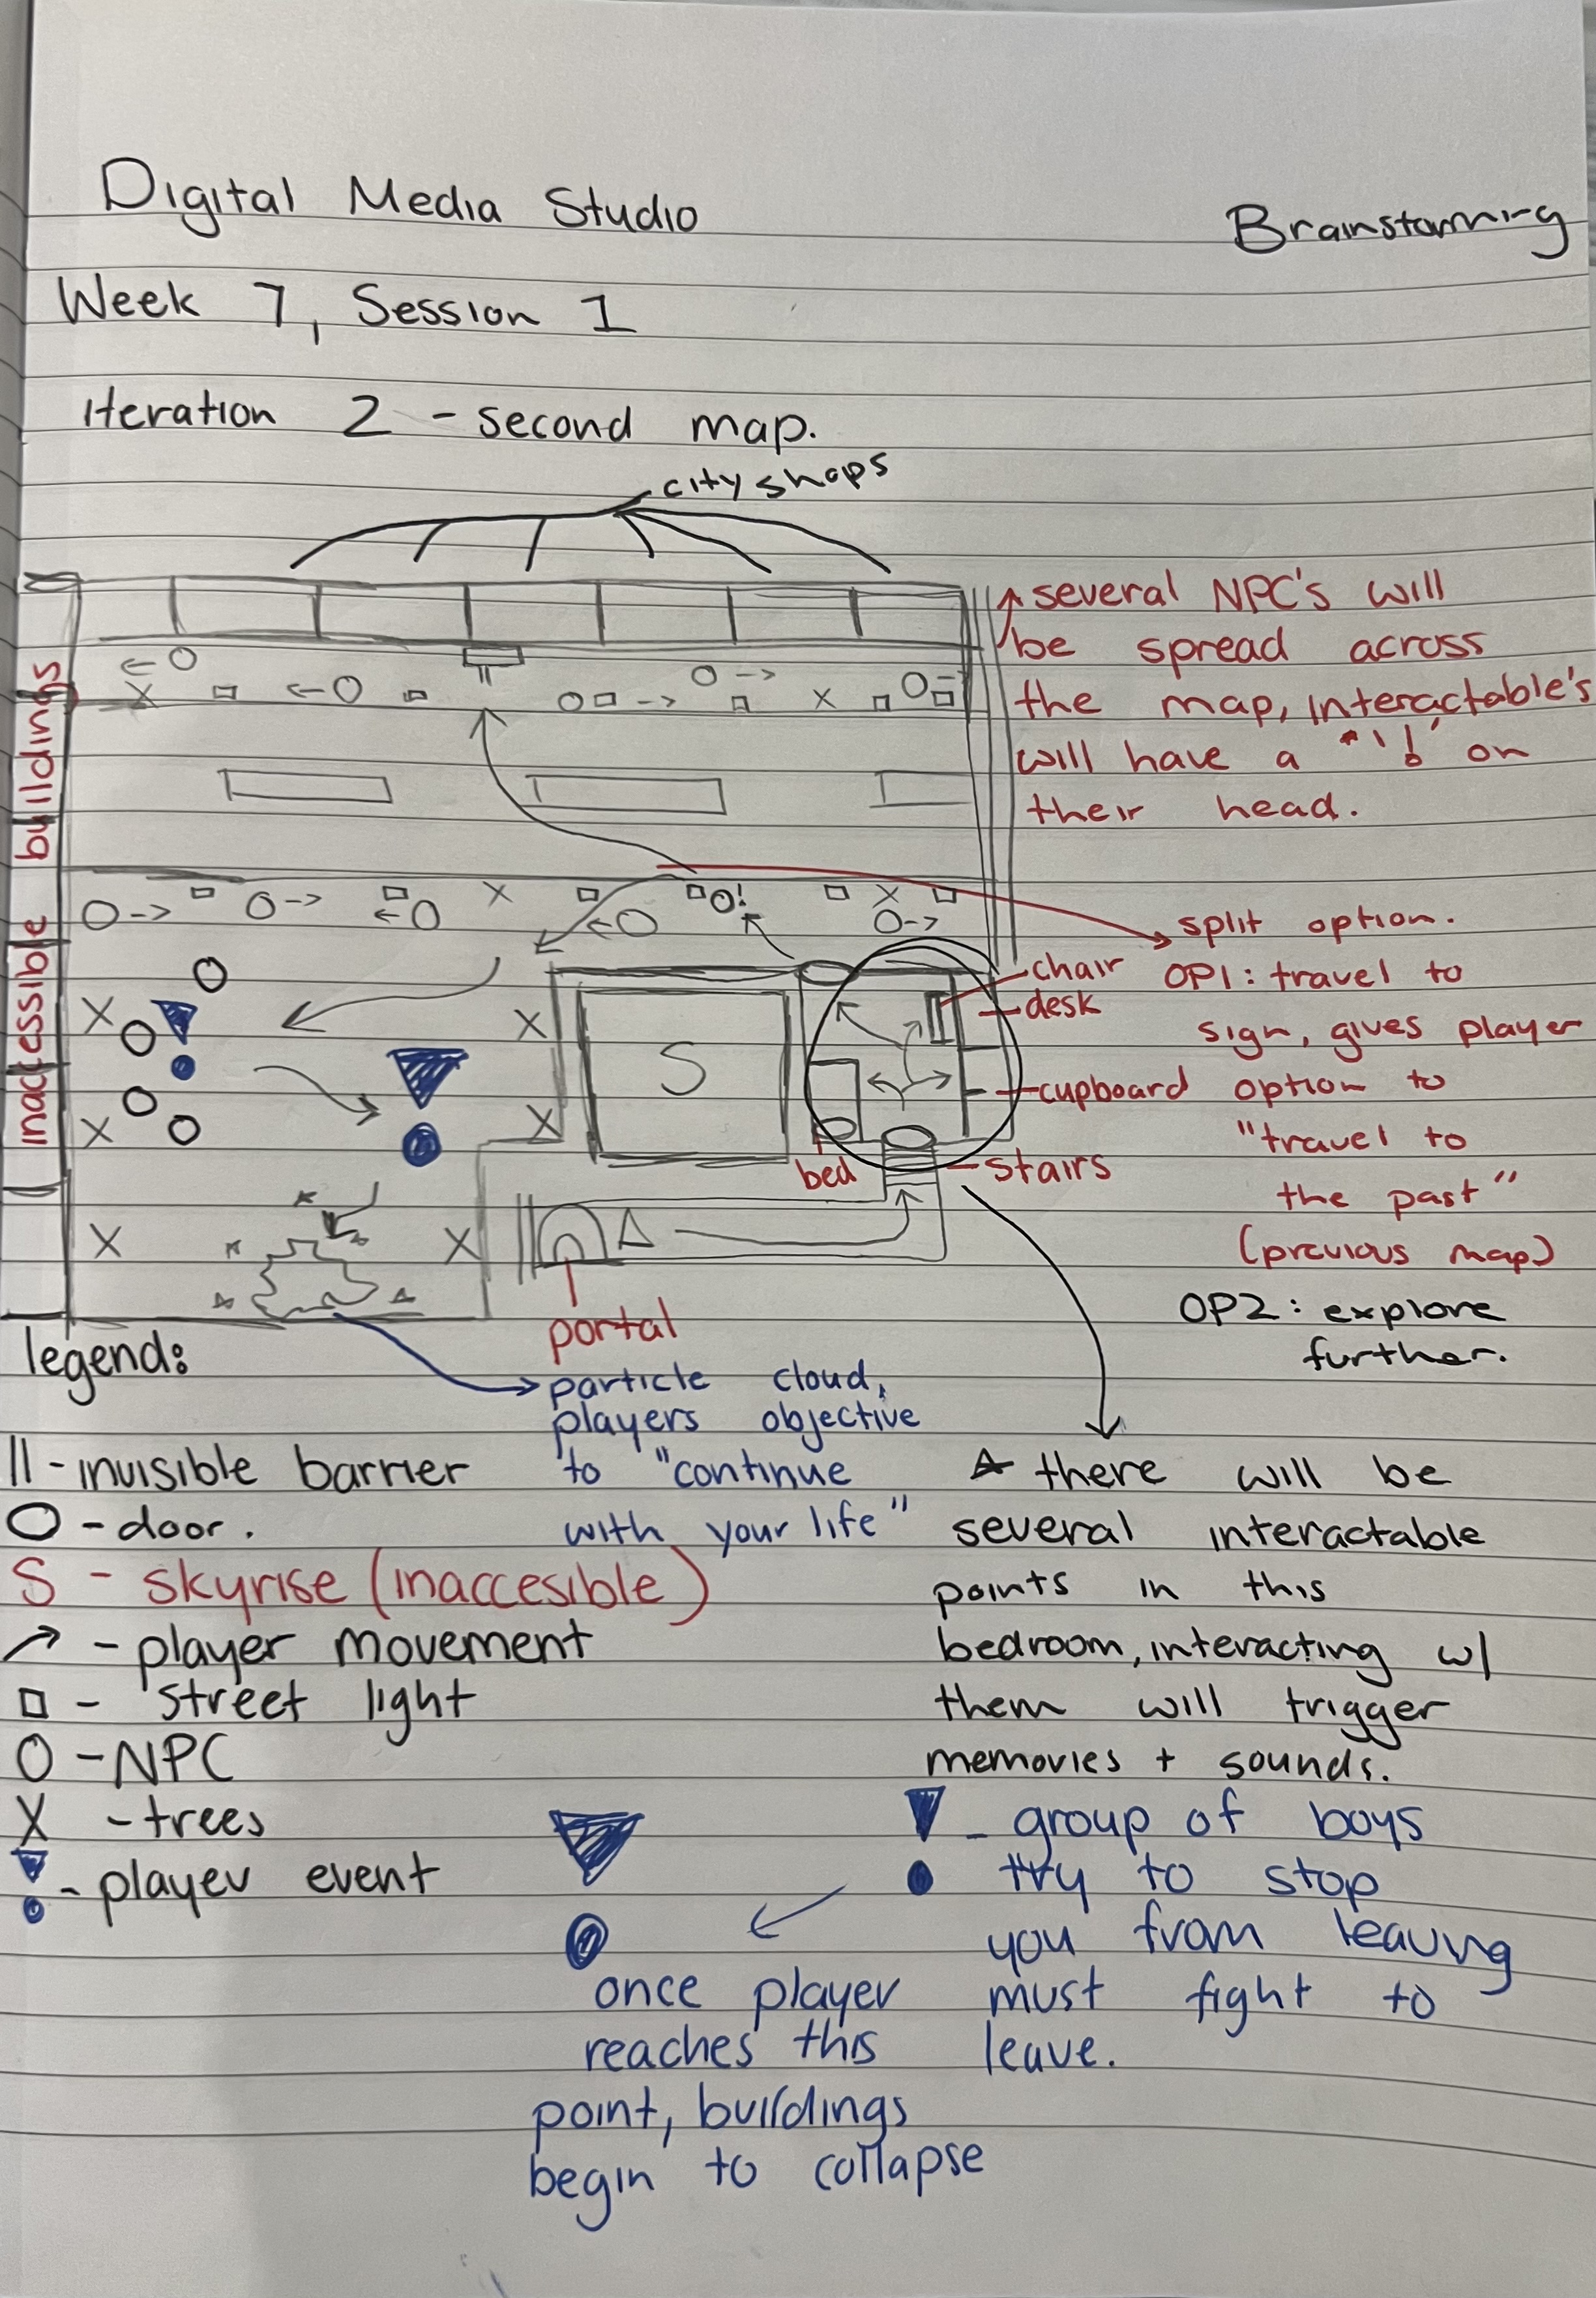 Digital Media Studio
Brainstorming
Week 7, Session 1
iteration 2 - second map.
city shops
inaccessible buildings
several NPC's will
be spread across
the map, interactable's
will have a "'!' on
their head.
split option.
OP1: travel to
sign, gives player
option to
"travel to
the past"
(previous map)
OP2: explore
further.
chair
desk
cupboard
S
bed
stairs
portal
particle cloud,
players objective
to "continue
with your life"
legend:
|| - invisible barrier
O - door.
S - skyrise (inaccesible)
↗ - player movement
□ - street light
O - NPC
X - trees
- player event
there will be
several interactable
points in this
bedroom, interacting w/
them will trigger
memories + sounds.
- group of boys
try to stop
you from leaving
must fight to
leave.
once player
reaches this
point, buildings
begin to collapse